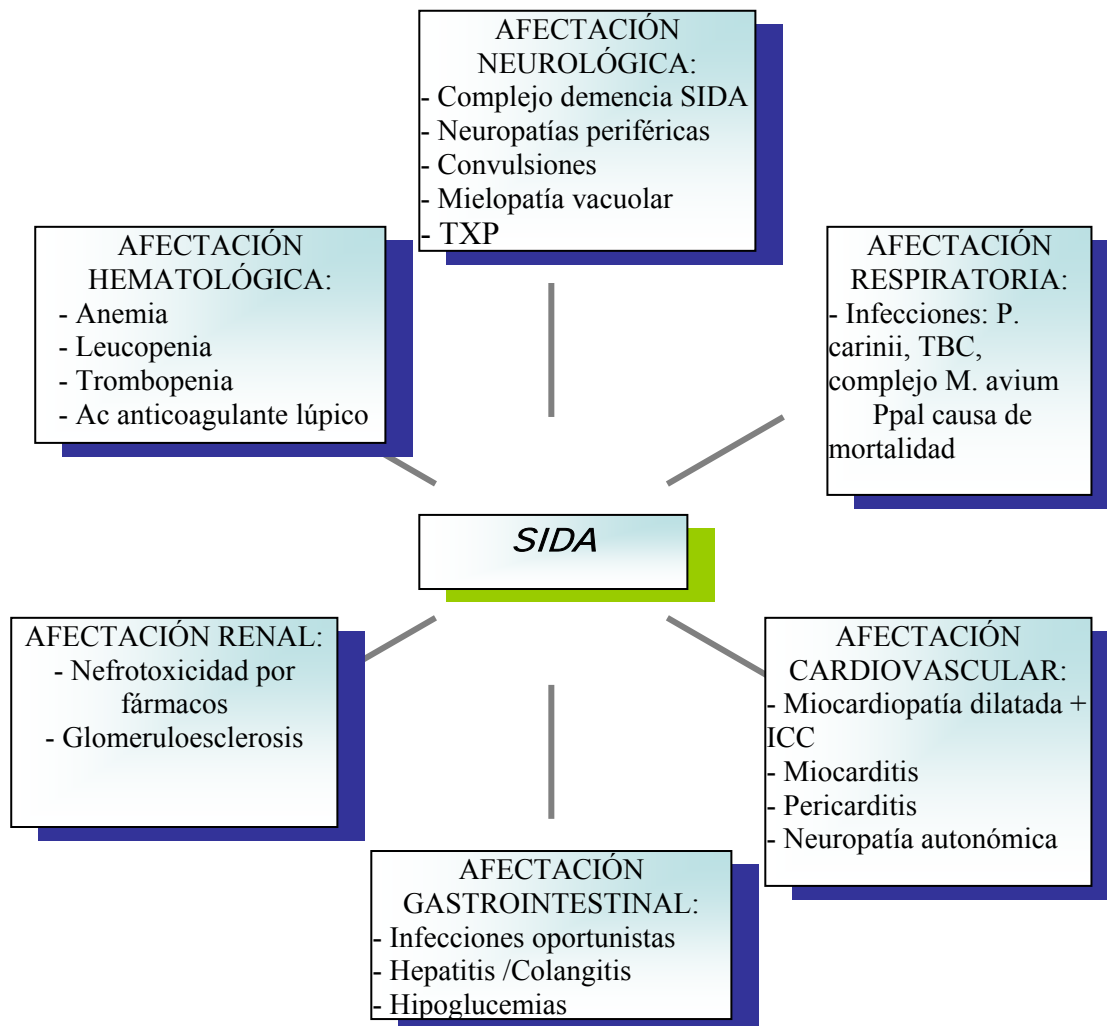 AFECTACIÓN
NEUROLÓGICA:
- Complejo demencia SIDA
- Neuropatías periféricas
- Convulsiones
- Mielopatía vacuolar
- TXP
AFECTACIÓN
HEMATOLÓGICA:
- Anemia
- Leucopenia
- Trombopenia
- Ac anticoagulante lúpico
AFECTACIÓN
RESPIRATORIA:
- Infecciones: P.
carinii, TBC,
complejo M. avium
Ppal causa de
mortalidad
SIDA
AFECTACIÓN RENAL:
- Nefrotoxicidad por
fármacos
- Glomeruloesclerosis
AFECTACIÓN
CARDIOVASCULAR:
- Miocardiopatía dilatada +
ICC
- Miocarditis
- Pericarditis
- Neuropatía autonómica
AFECTACIÓN
GASTROINTESTINAL:
- Infecciones oportunistas
- Hepatitis /Colangitis
- Hipoglucemias